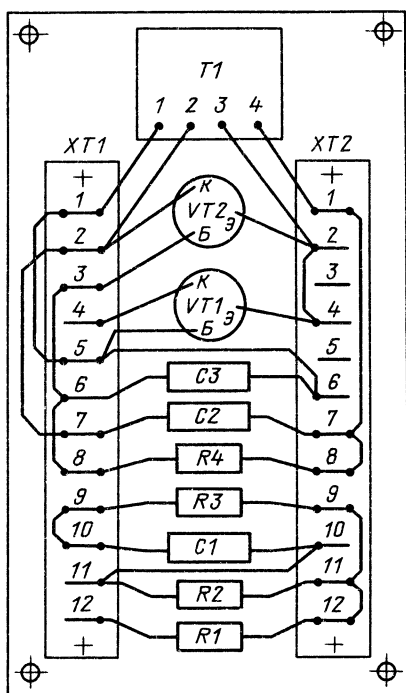 T1
1 2 3 4
XT1 XT2
+ +
1 К 1
VT2
2 Э 2
Б
3 3
К
4 VT1 Э 4
Б
5 5
6 C3 6
7 C2 7
8 R4 8
9 R3 9
10 C1 10
11 R2 11
12 R1 12
+ +